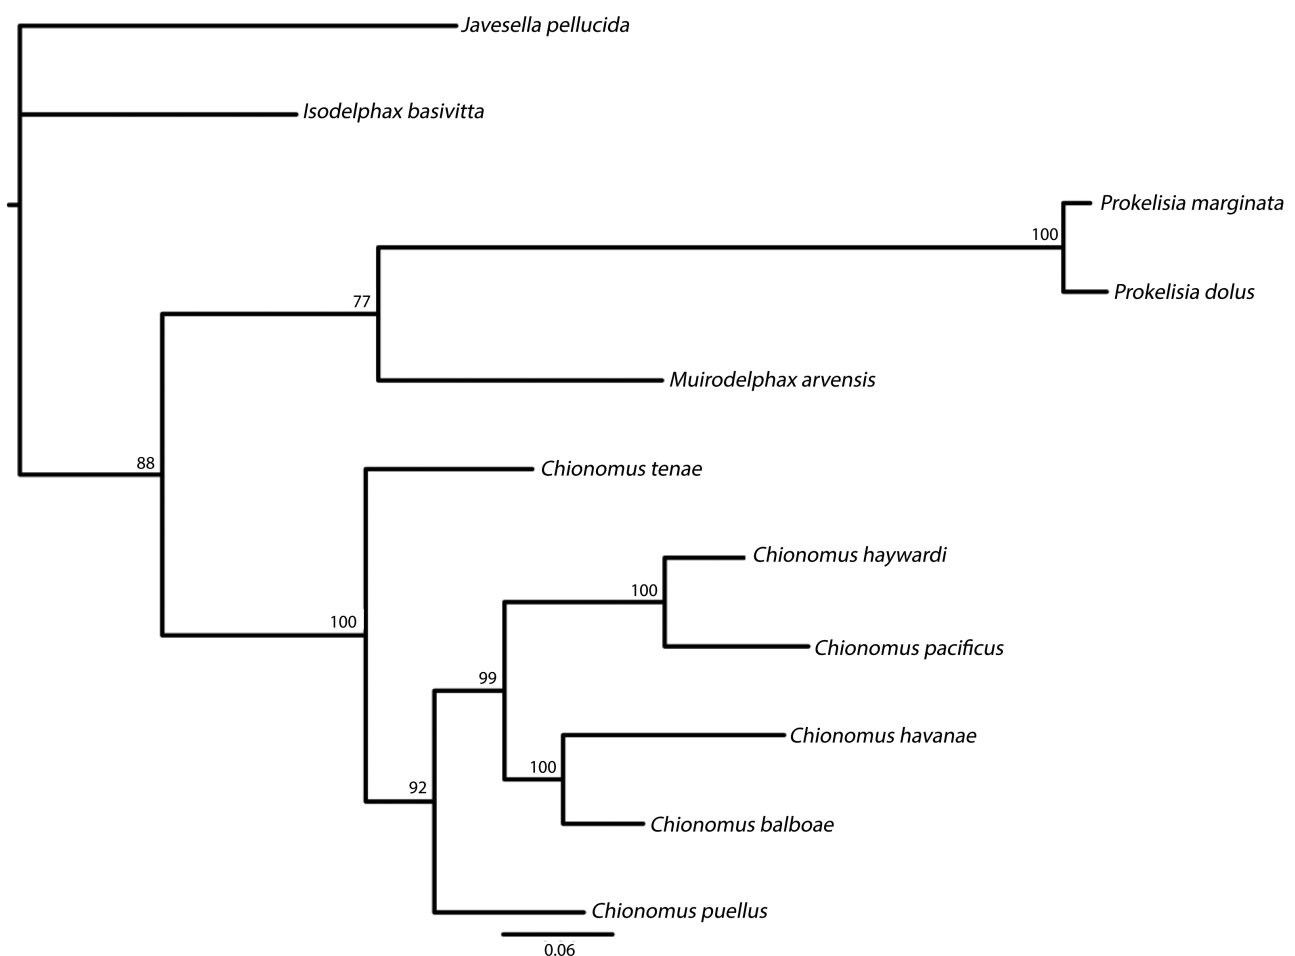 Javesella pellucida
Isodelphax basivitta
Prokelisia marginata
100
Prokelisia dolus
77
Muirodelphax arvensis
88
Chionomus tenae
Chionomus haywardi
100
100
Chionomus pacificus
99
Chionomus havanae
100
92
Chionomus balboae
Chionomus puellus
0.06